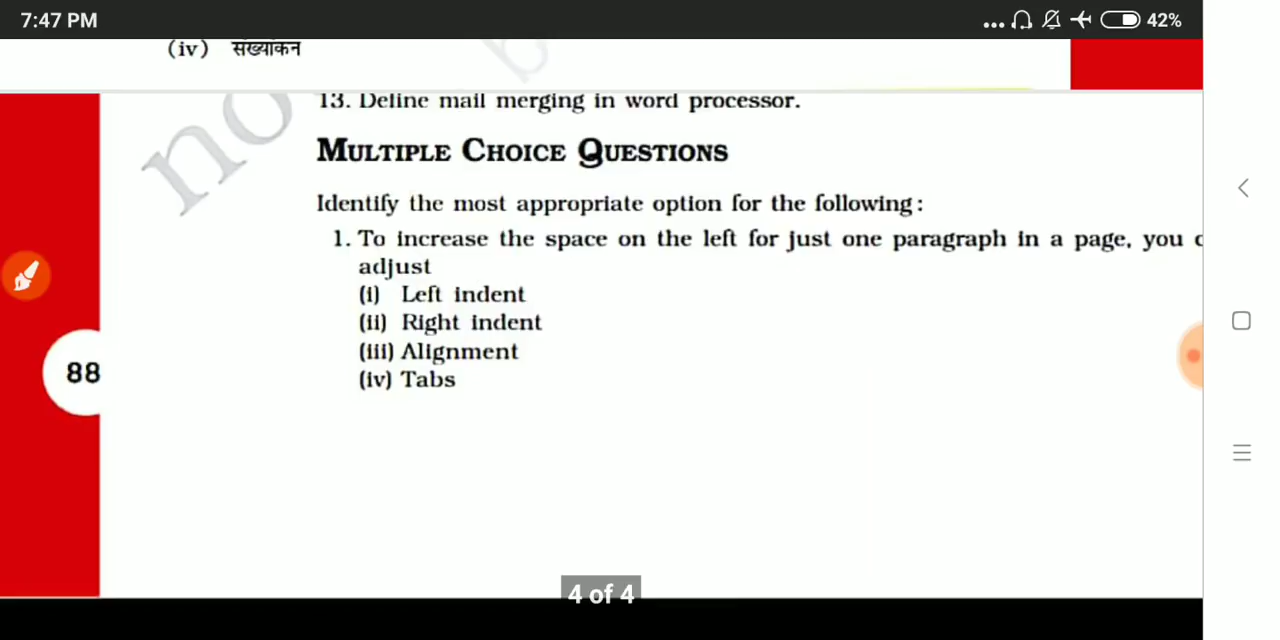 7:47 PM
... 42%
(iv) संख्यांकन
no
b
13. Define mail merging in word processor.
MULTIPLE CHOICE QUESTIONS
Identify the most appropriate option for the following:
1. To increase the space on the left for just one paragraph in a page, you
adjust
(i) Left indent
(ii) Right indent
(iii) Alignment
(iv) Tabs
88
4 of 4